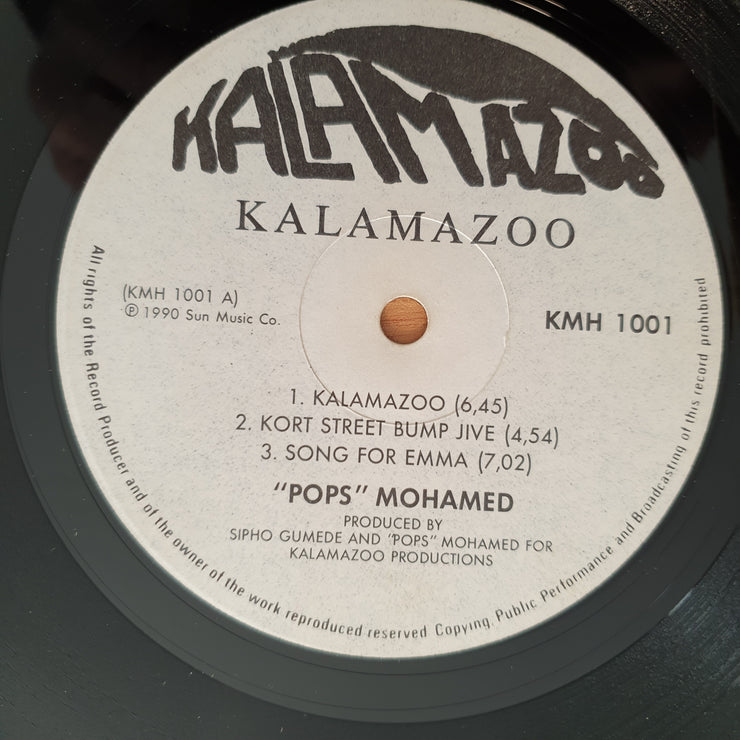 KALAMAZOO
KALAMAZOO
(KMH 1001 A)
℗ 1990 Sun Music Co.
KMH 1001
1. KALAMAZOO (6,45)
2. KORT STREET BUMP JIVE (4,54)
3. SONG FOR EMMA (7,02)
"POPS" MOHAMED
PRODUCED BY
SIPHO GUMEDE AND "POPS" MOHAMED FOR
KALAMAZOO PRODUCTIONS
All rights of the Record Producer and of the owner of the work reproduced reserved Copying, Public Performance and Broadcasting of this record prohibited